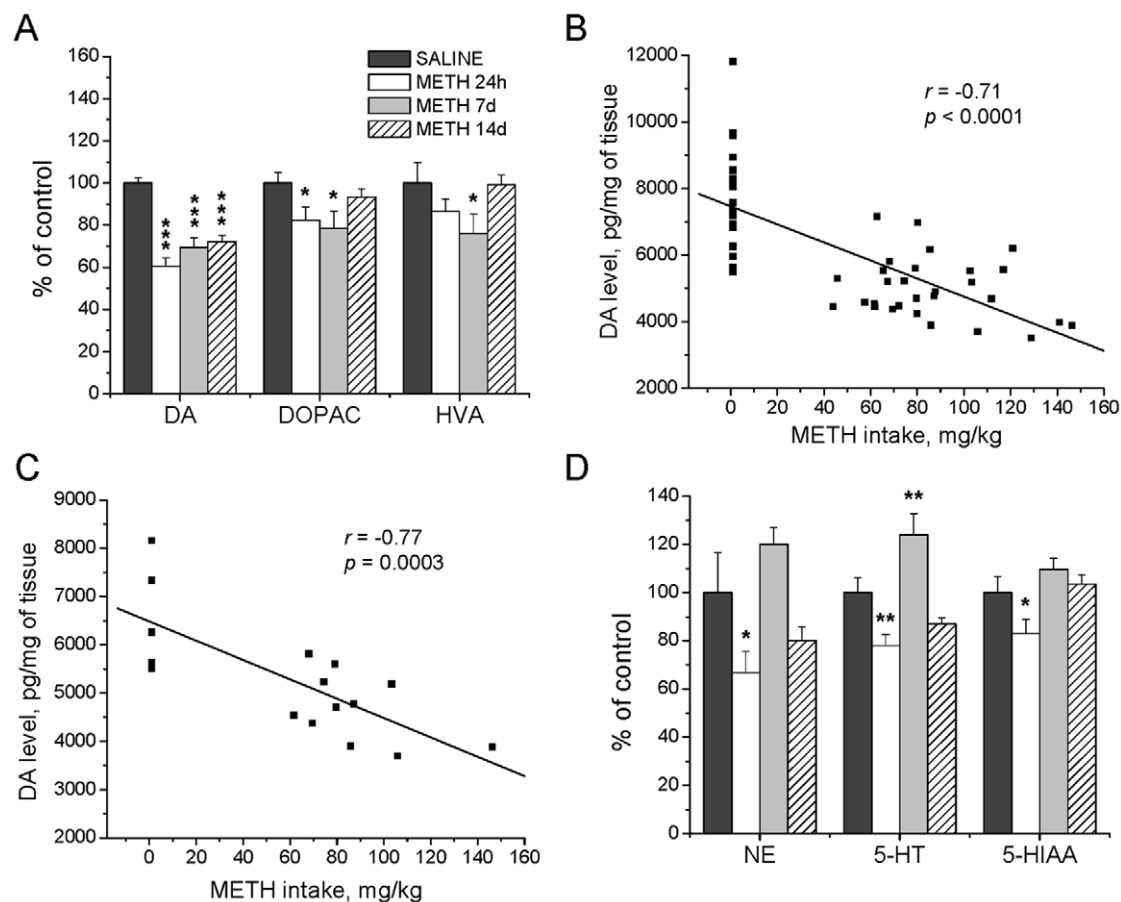 A
160
140
120
100
80
60
40
20
0
% of control
SALINE
METH 24h
METH 7d
METH 14d
***
***
***
*
*
*
DA DOPAC HVA
B
12000
10000
8000
6000
4000
2000
DA level, pg/mg of tissue
r = -0.71
p < 0.0001
0 20 40 60 80 100 120 140 160
METH intake, mg/kg
C
9000
8000
7000
6000
5000
4000
3000
2000
DA level, pg/mg of tissue
r = -0.77
p = 0.0003
0 20 40 60 80 100 120 140 160
METH intake, mg/kg
D
140
120
100
80
60
40
20
0
% of control
*
**
**
*
NE 5-HT 5-HIAA